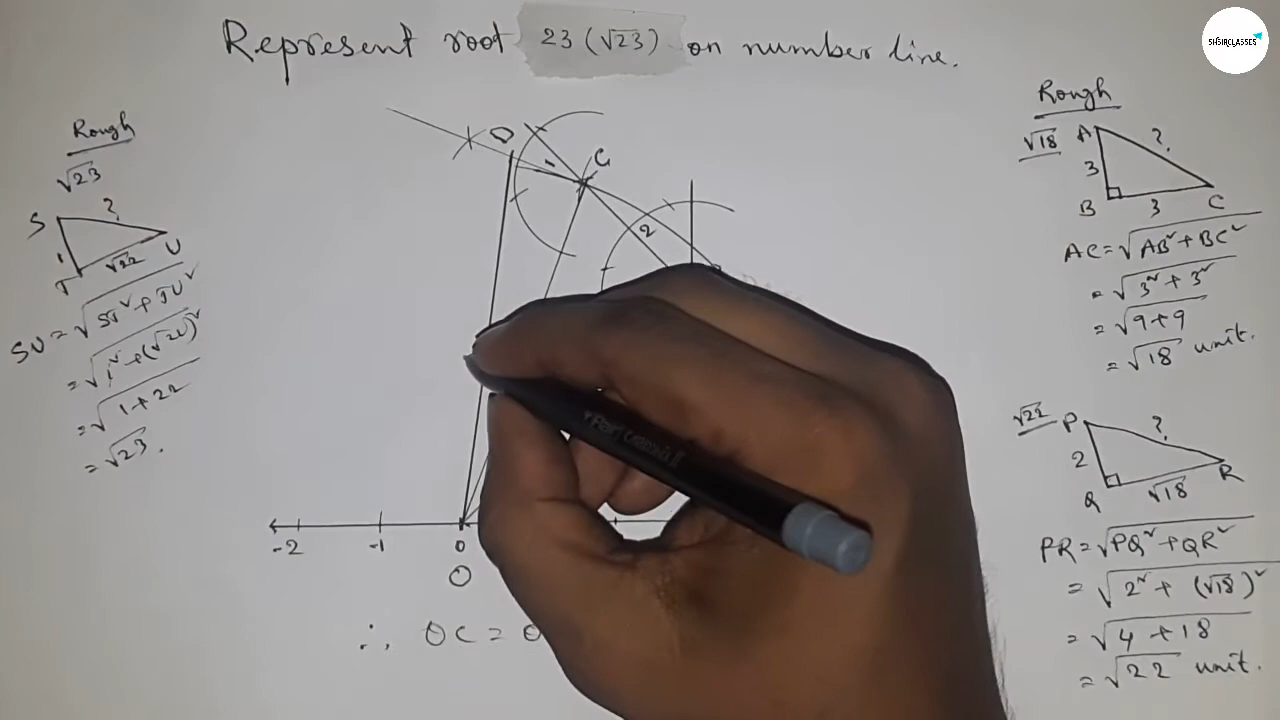 Represent root 23 (√23) on number line.
SHSIRCLASSES
Rough
√23
S ?
1 √22 U
T
SU = √ST² + TU²
= √1² + (√22)²
= √1 + 22
= √23.
D
1 C
2
-2 -1 0
O
∴ OC = O
Rough
√18 A ?
3
B 3 C
AC = √AB² + BC²
= √3² + 3²
= √9 + 9
= √18 unit.
√22 P ?
2
Q √18 R
PR = √PQ² + QR²
= √2² + (√18)²
= √4 + 18
= √22 unit.